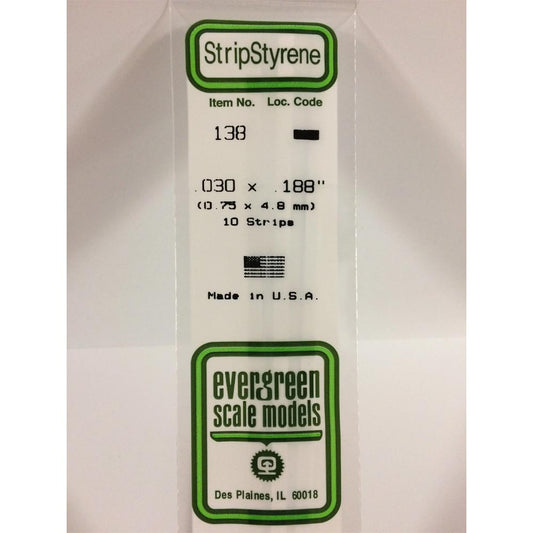 StripStyrene
Item No. Loc. Code
138
.030 x .188"
(0.75 x 4.8 mm)
10 Strips
Made in U.S.A.
evergreen
scale models
Des Plaines, IL 60018